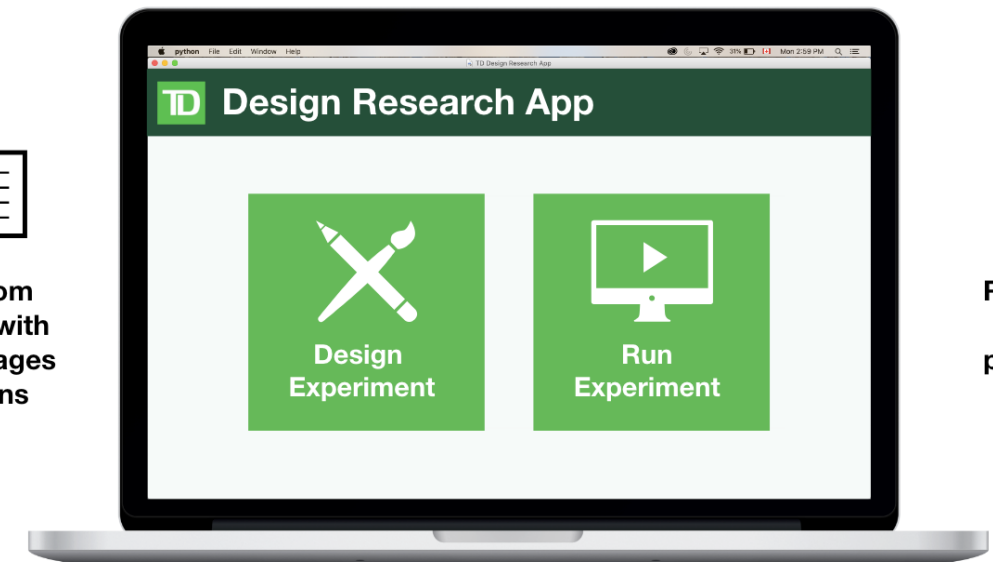 python File Edit Window Help 31% Mon 2:59 PM
TD Design Research App
TD Design Research App
Design
Experiment
Run
Experiment
om
with
ages
ns
F
p